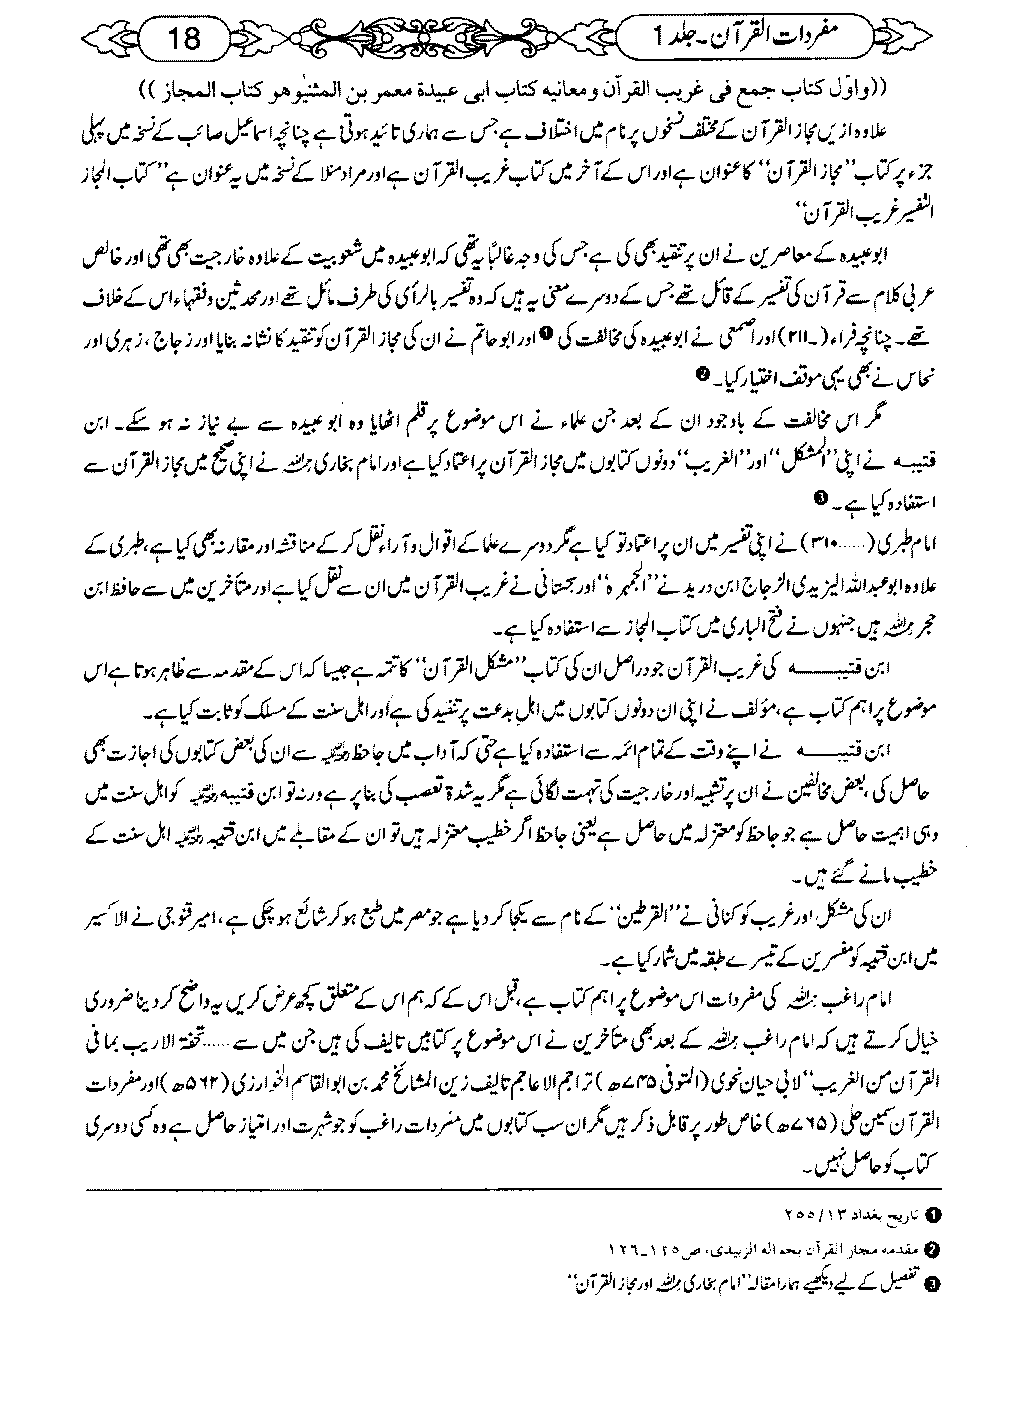 مفردات القرآن۔جلد 1
18
((واوّل کتاب جمع فی غریب القرآن ومعانیه کتاب ابی عبیدة معمر بن المثنیٰ وهو کتاب المجاز))
علاوہ ازیں مجاز القرآن کے مختلف نسخوں پر نام میں اختلاف ہے جس سے ہماری تائید ہوتی ہے چنانچہ اسماعیل صائب کے نسخہ میں پہلی
جزء پر کتاب ’’مجاز القرآن‘‘ کا عنوان ہے اور اس کے آخر میں کتاب غریب القرآن ہے اور مراد منلا کے نسخہ میں یہ عنوان ہے ’’کتاب المجاز
التفسیر غریب القرآن‘‘
ابوعبیدہ کے معاصرین نے ان پر تنقید بھی کی ہے جس کی وجہ غالباً یہ تھی کہ ابوعبیدہ میں شعوبیت کے علاوہ خارجیت بھی تھی اور خالص
عربی کلام سے قرآن کی تفسیر کے قائل تھے جس کے دوسرے معنی یہ ہیں کہ وہ تفسیر بالرأی کی طرف مائل تھے اور محدثین وفقہاء اس کے خلاف
تھے۔ چنانچہ فراء (۔۲۱۱) اور اصمعی نے ابوعبیدہ کی مخالفت کی ❶ اور ابوحاتم نے ان کی مجاز القرآن کو تنقید کا نشانہ بنایا اور زجاج، زہری اور
نحاس نے بھی یہی موقف اختیار کیا۔ ❷
مگر اس مخالفت کے باوجود ان کے بعد جن علماء نے اس موضوع پر قلم اٹھایا وہ ابوعبیدہ سے بے نیاز نہ ہو سکے۔ ابن
قتیبہ نے اپنی ’’المشکل‘‘ اور ’’الغریب‘‘ دونوں کتابوں میں مجاز القرآن پر اعتماد کیا ہے اور امام بخاری رحمہ اللہ نے اپنی صحیح میں مجاز القرآن سے
استفادہ کیا ہے۔ ❸
امام طبری (.....۳۱۰) نے اپنی تفسیر میں ان پر اعتماد تو کیا ہے مگر دوسرے علما کے اقوال وآراء نقل کر کے مناقشہ اور مقارنہ بھی کیا ہے، طبری کے
علاوہ ابوعبداللہ الیزیدی الزجاج ابن درید نے ’’الجمہرہ‘‘ اور سجستانی نے غریب القرآن میں ان سے نقل کیا ہے اور متأخرین میں سے حافظ ابن
حجر رحمہ اللہ ہیں جنہوں نے فتح الباری میں کتاب المجاز سے استفادہ کیا ہے۔
ابن قتیبہ کی غریب القرآن جو دراصل ان کی کتاب ’’مشکل القرآن‘‘ کا تتمہ ہے جیسا کہ اس کے مقدمہ سے ظاہر ہوتا ہے اس
موضوع پر اہم کتاب ہے، مؤلف نے اپنی ان دونوں کتابوں میں اہل بدعت پر تنقید کی ہے اور اہل سنت کے مسلک کو ثابت کیا ہے۔
ابن قتیبہ نے اپنے وقت کے تمام ائمہ سے استفادہ کیا ہے حتیٰ کہ آداب میں جاحظ سے ان کی بعض کتابوں کی اجازت بھی
حاصل کی، بعض مخالفین نے ان پر تشبیہ اور خارجیت کی تہمت لگائی ہے مگر یہ شدۃ تعصب کی بنا پر ہے ورنہ تو ابن قتیبہ کو اہل سنت میں
وہی اہمیت حاصل ہے جو جاحظ کو معتزلہ میں حاصل ہے یعنی جاحظ اگر خطیب معتزلہ ہیں تو ان کے مقابلے میں ابن قتیبہ اہل سنت کے
خطیب مانے گئے ہیں۔
ان کی مشکل اور غریب کو کنانی نے ’’القرطین‘‘ کے نام سے یکجا کر دیا ہے جو مصر میں طبع ہو کر شائع ہو چکی ہے، امیر قنوجی نے الاکسیر
میں ابن قتیبہ کو مفسرین کے تیسرے طبقہ میں شمار کیا ہے۔
امام راغب رحمہ اللہ کی مفردات اس موضوع پر اہم کتاب ہے، قبل اس کے کہ ہم اس کے متعلق کچھ عرض کریں یہ واضح کر دینا ضروری
خیال کرتے ہیں کہ امام راغب رحمہ اللہ کے بعد بھی متأخرین نے اس موضوع پر کتابیں تالیف کی ہیں جن میں سے ......تحفۃ الاریب بما فی
القرآن من الغریب‘‘ لابی حیان نحوی (المتوفی ۷۴۵ھ) تراجم الاعاجم تالیف زین المشائخ محمد بن ابوالقاسم الخوارزمی (۵۶۲ھ) اور مفردات
القرآن سمین حلی (۷۶۵ھ) خاص طور پر قابل ذکر ہیں مگر ان سب کتابوں میں مفردات راغب کو جو شہرت اور امتیاز حاصل ہے وہ کسی دوسری
کتاب کو حاصل نہیں۔
❶ تاریخ بغداد ۱۳/۲۵۵
❷ مقدمہ مجاز القرآن بحوالہ الزبیدی، ص ۱۲۵۔۱۲۶
❸ تفصیل کے لیے دیکھیے ہمارا مقالہ ’’امام بخاری رحمہ اللہ اور مجاز القرآن‘‘